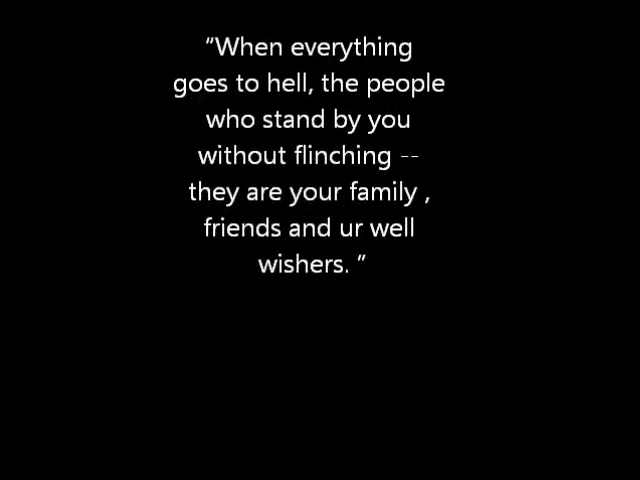 “When everything
goes to hell, the people
who stand by you
without flinching --
they are your family ,
friends and ur well
wishers. ”